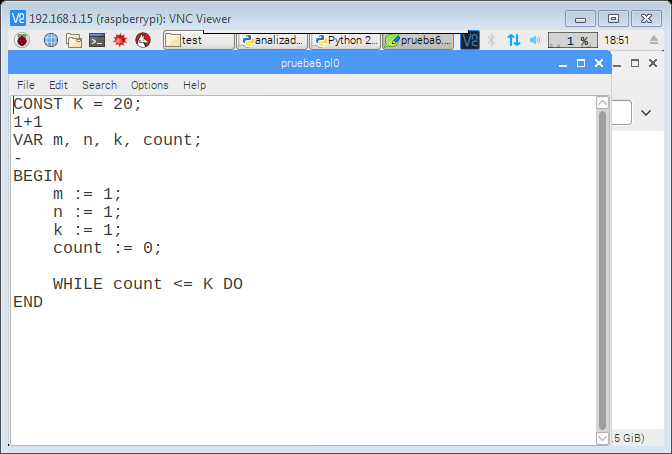 192.168.1.15 (raspberrypi): VNC Viewer
test analizad... Python 2... prueba6.... 1 % 18:51
prueba6.pl0
File Edit Search Options Help
CONST K = 20;
1+1
VAR m, n, k, count;
-
BEGIN
    m := 1;
    n := 1;
    k := 1;
    count := 0;
    WHILE count <= K DO
END
.5 GiB)